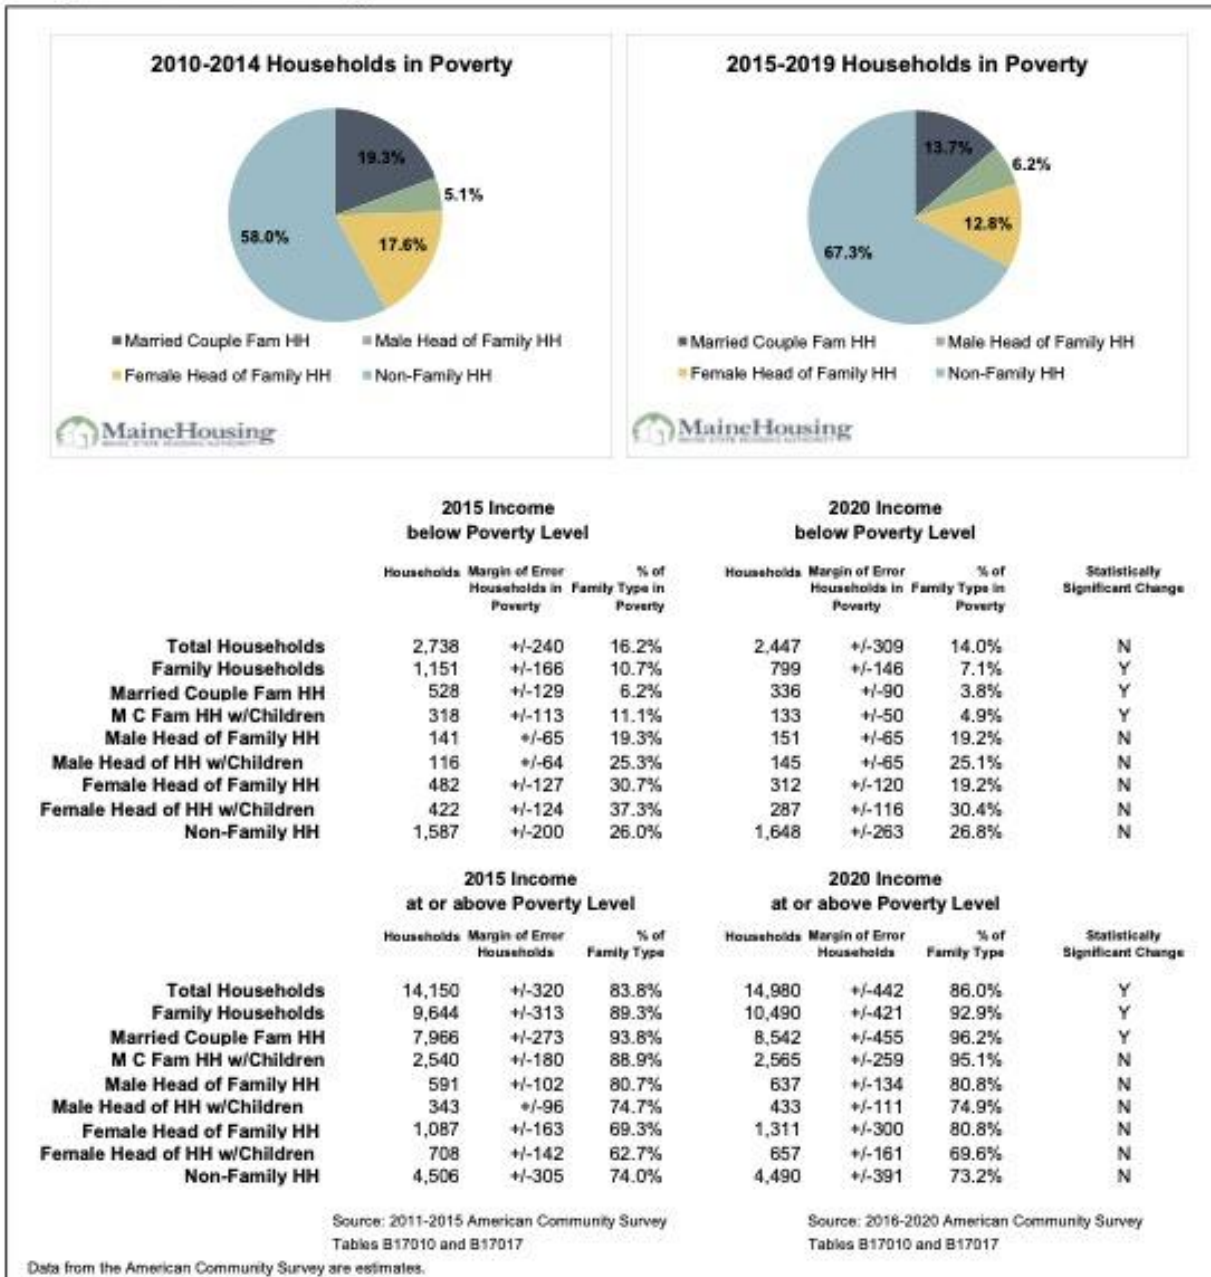 2010-2014 Households in Poverty
19.3%
5.1%
17.6%
58.0%
Married Couple Fam HH Male Head of Family HH
Female Head of Family HH Non-Family HH
MaineHousing
MAINE STATE HOUSING AUTHORITY
2015-2019 Households in Poverty
13.7%
6.2%
12.8%
67.3%
Married Couple Fam HH Male Head of Family HH
Female Head of Family HH Non-Family HH
MaineHousing
MAINE STATE HOUSING AUTHORITY
2015 Income 2020 Income
below Poverty Level below Poverty Level
Households Margin of Error % of Households Margin of Error % of Statistically
Households in Family Type in Households in Family Type in Significant Change
Poverty Poverty Poverty Poverty
Total Households 2,738 +/-240 16.2% 2,447 +/-309 14.0% N
Family Households 1,151 +/-166 10.7% 799 +/-146 7.1% Y
Married Couple Fam HH 528 +/-129 6.2% 336 +/-90 3.8% Y
M C Fam HH w/Children 318 +/-113 11.1% 133 +/-50 4.9% Y
Male Head of Family HH 141 +/-65 19.3% 151 +/-65 19.2% N
Male Head of HH w/Children 116 +/-64 25.3% 145 +/-65 25.1% N
Female Head of Family HH 482 +/-127 30.7% 312 +/-120 19.2% N
Female Head of HH w/Children 422 +/-124 37.3% 287 +/-116 30.4% N
Non-Family HH 1,587 +/-200 26.0% 1,648 +/-263 26.8% N
2015 Income 2020 Income
at or above Poverty Level at or above Poverty Level
Households Margin of Error % of Households Margin of Error % of Statistically
Households Family Type Households Family Type Significant Change
Total Households 14,150 +/-320 83.8% 14,980 +/-442 86.0% Y
Family Households 9,644 +/-313 89.3% 10,490 +/-421 92.9% Y
Married Couple Fam HH 7,966 +/-273 93.8% 8,542 +/-455 96.2% Y
M C Fam HH w/Children 2,540 +/-180 88.9% 2,565 +/-259 95.1% N
Male Head of Family HH 591 +/-102 80.7% 637 +/-134 80.8% N
Male Head of HH w/Children 343 +/-96 74.7% 433 +/-111 74.9% N
Female Head of Family HH 1,087 +/-163 69.3% 1,311 +/-300 80.8% N
Female Head of HH w/Children 708 +/-142 62.7% 657 +/-161 69.6% N
Non-Family HH 4,506 +/-305 74.0% 4,490 +/-391 73.2% N
Source: 2011-2015 American Community Survey Source: 2016-2020 American Community Survey
Tables B17010 and B17017 Tables B17010 and B17017
Data from the American Community Survey are estimates.